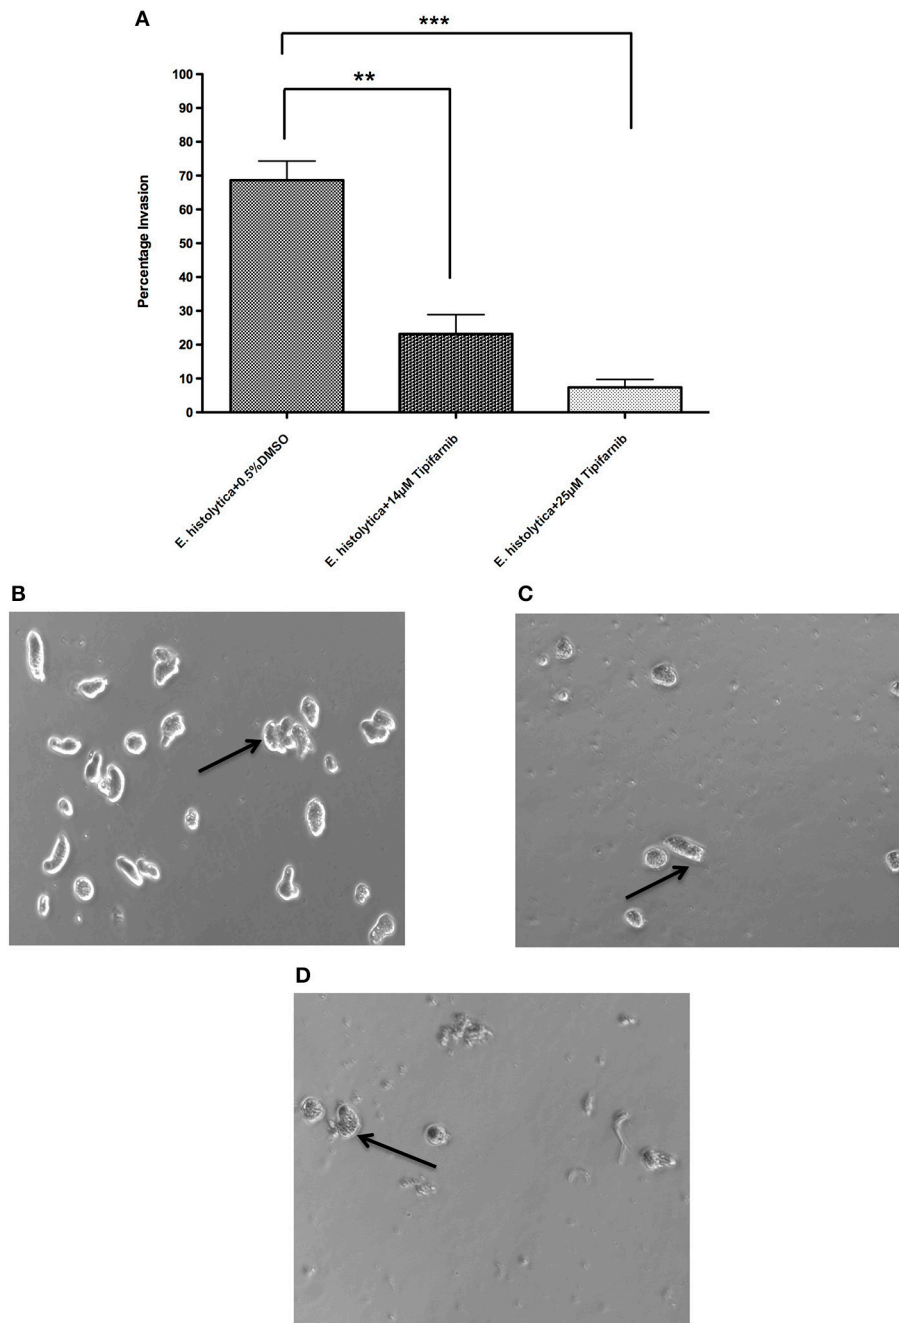 A
***
**
100
90
80
70
60
50
40
30
20
10
0
Percentage Invasion
E. histolytica+0.5%DMSO
E. histolytica+14µM Tipifarnib
E. histolytica+25µM Tipifarnib
B
C
D